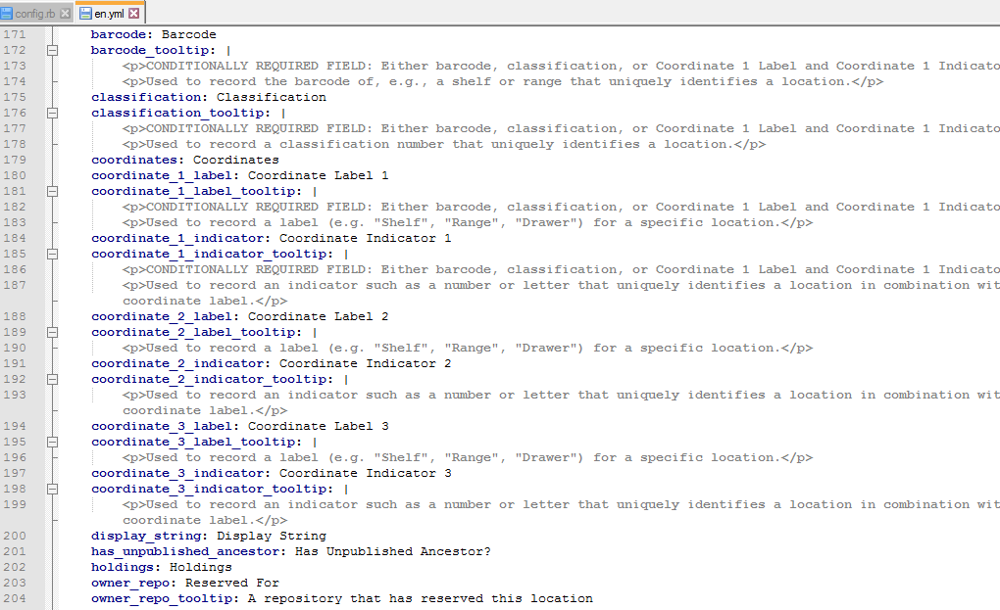 config.rb en.yml
171 barcode: Barcode
172 barcode_tooltip: |
173 <p>CONDITIONALLY REQUIRED FIELD: Either barcode, classification, or Coordinate 1 Label and Coordinate 1 Indicato
174 <p>Used to record the barcode of, e.g., a shelf or range that uniquely identifies a location.</p>
175 classification: Classification
176 classification_tooltip: |
177 <p>CONDITIONALLY REQUIRED FIELD: Either barcode, classification, or Coordinate 1 Label and Coordinate 1 Indicato
178 <p>Used to record a classification number that uniquely identifies a location.</p>
179 coordinates: Coordinates
180 coordinate_1_label: Coordinate Label 1
181 coordinate_1_label_tooltip: |
182 <p>CONDITIONALLY REQUIRED FIELD: Either barcode, classification, or Coordinate 1 Label and Coordinate 1 Indicato
183 <p>Used to record a label (e.g. "Shelf", "Range", "Drawer") for a specific location.</p>
184 coordinate_1_indicator: Coordinate Indicator 1
185 coordinate_1_indicator_tooltip: |
186 <p>CONDITIONALLY REQUIRED FIELD: Either barcode, classification, or Coordinate 1 Label and Coordinate 1 Indicato
187 <p>Used to record an indicator such as a number or letter that uniquely identifies a location in combination wit
coordinate label.</p>
188 coordinate_2_label: Coordinate Label 2
189 coordinate_2_label_tooltip: |
190 <p>Used to record a label (e.g. "Shelf", "Range", "Drawer") for a specific location.</p>
191 coordinate_2_indicator: Coordinate Indicator 2
192 coordinate_2_indicator_tooltip: |
193 <p>Used to record an indicator such as a number or letter that uniquely identifies a location in combination wit
coordinate label.</p>
194 coordinate_3_label: Coordinate Label 3
195 coordinate_3_label_tooltip: |
196 <p>Used to record a label (e.g. "Shelf", "Range", "Drawer") for a specific location.</p>
197 coordinate_3_indicator: Coordinate Indicator 3
198 coordinate_3_indicator_tooltip: |
199 <p>Used to record an indicator such as a number or letter that uniquely identifies a location in combination wit
coordinate label.</p>
200 display_string: Display String
201 has_unpublished_ancestor: Has Unpublished Ancestor?
202 holdings: Holdings
203 owner_repo: Reserved For
204 owner_repo_tooltip: A repository that has reserved this location